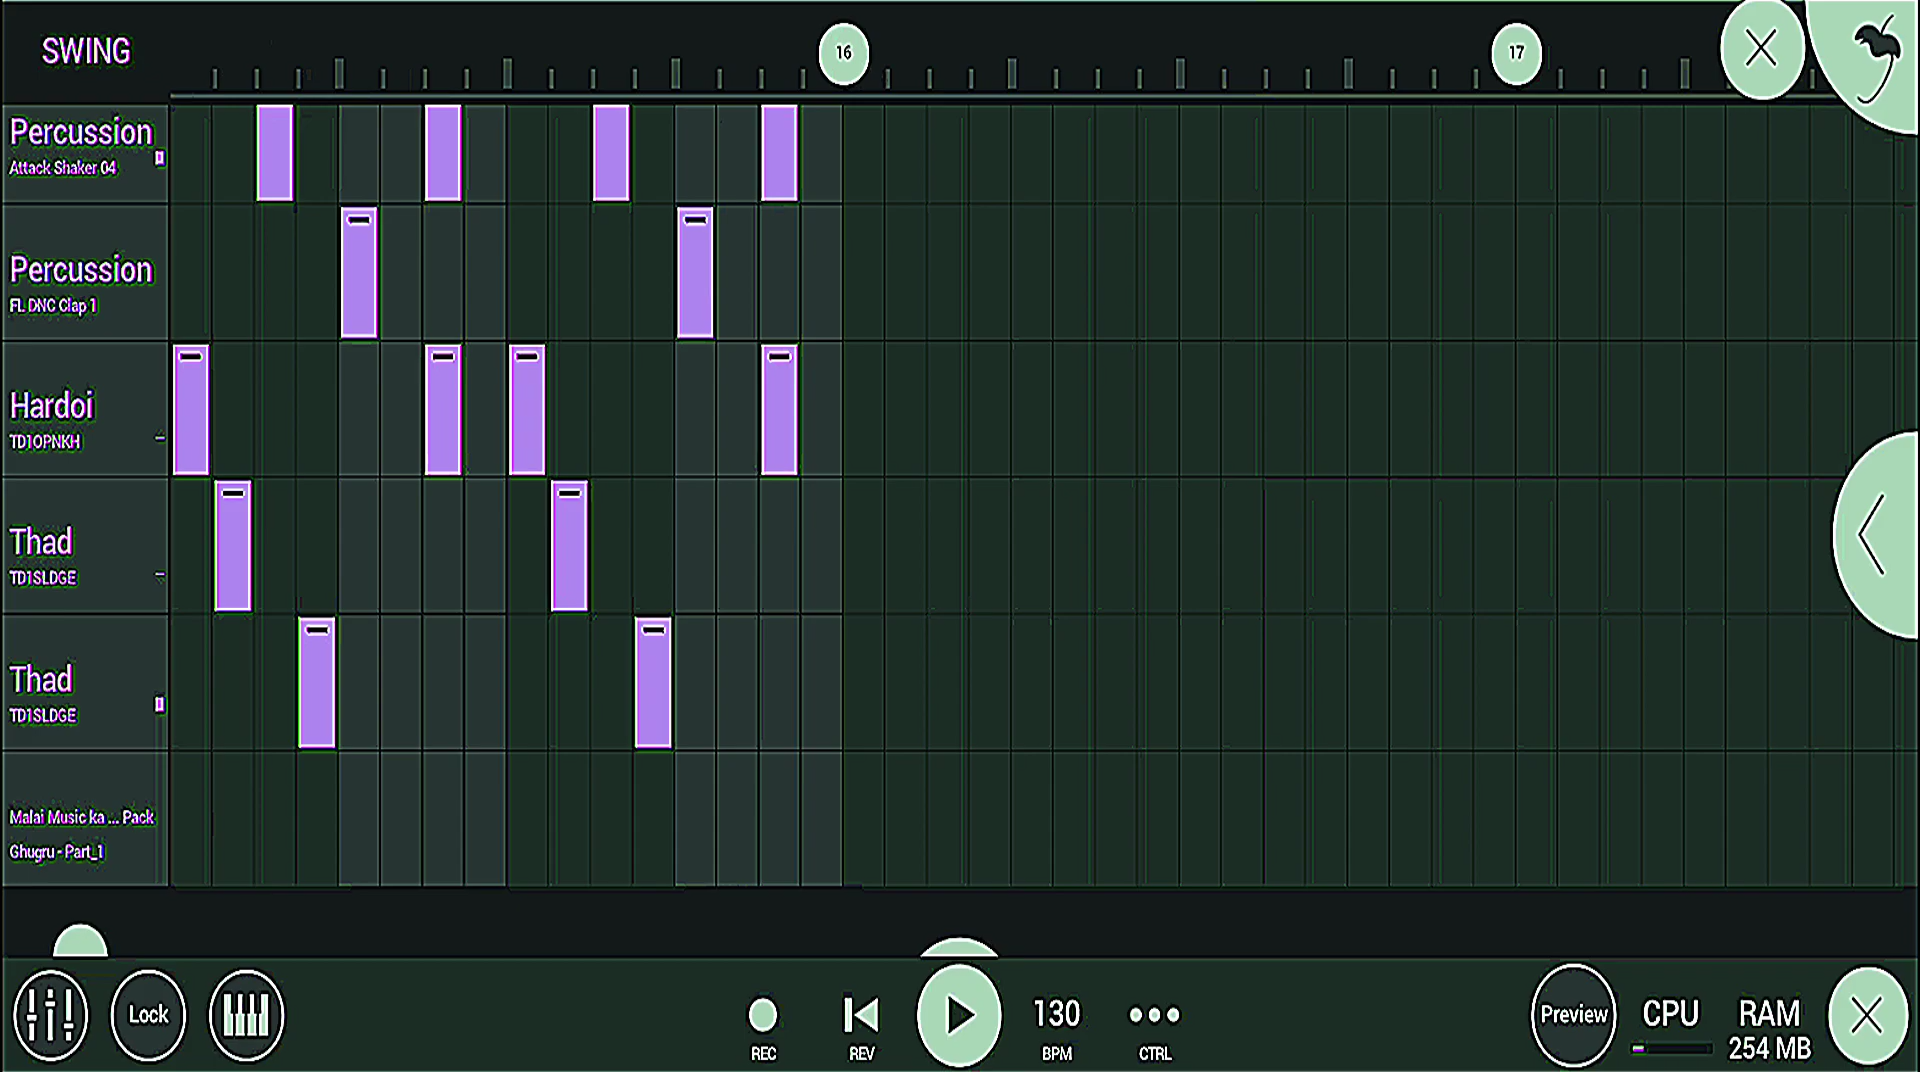 SWING
16
17
Percussion
Attack Shaker 04
Percussion
FL DNC Clap 1
Hardoi
TD1OPNKH
Thad
TD1SLDGE
Thad
TD1SLDGE
Malai Music ka ... Pack
Ghugru - Part_1
Lock
REC
REV
130
BPM
CTRL
Preview
CPU
RAM
254 MB